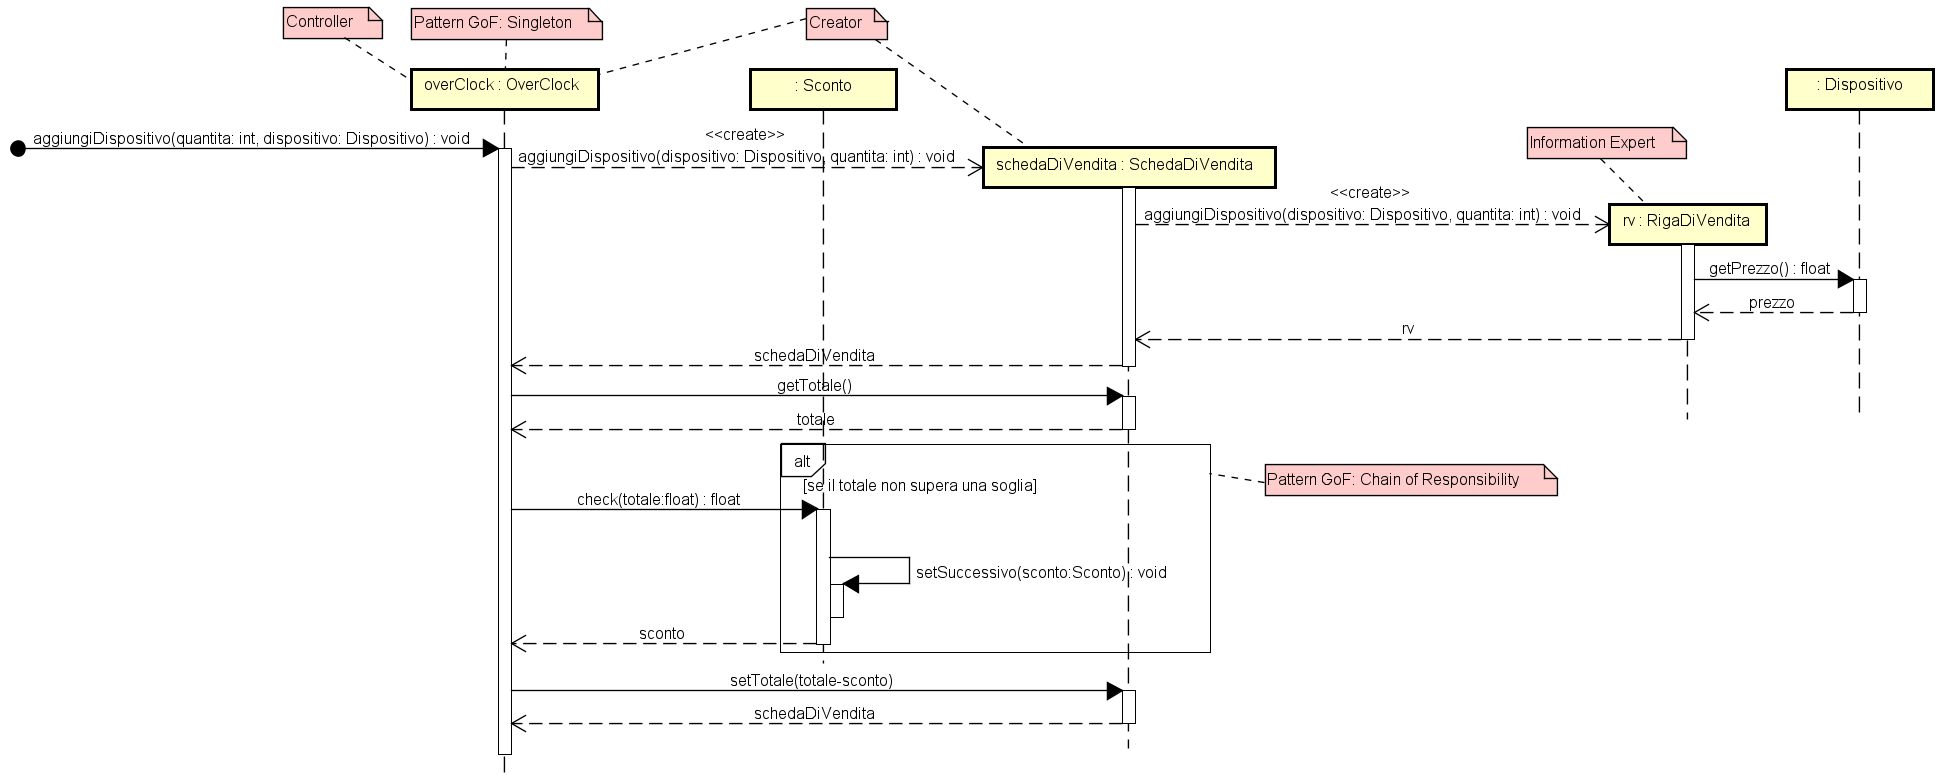 Controller
Pattern GoF: Singleton
Creator
overClock : OverClock
: Sconto
: Dispositivo
aggiungiDispositivo(quantita: int, dispositivo: Dispositivo) : void
<<create>>
aggiungiDispositivo(dispositivo: Dispositivo, quantita: int) : void
schedaDiVendita : SchedaDiVendita
Information Expert
<<create>>
aggiungiDispositivo(dispositivo: Dispositivo, quantita: int) : void
rv : RigaDiVendita
getPrezzo() : float
prezzo
rv
schedaDiVendita
getTotale()
totale
alt
[se il totale non supera una soglia]
Pattern GoF: Chain of Responsibility
check(totale:float) : float
setSuccessivo(sconto:Sconto) : void
sconto
setTotale(totale-sconto)
schedaDiVendita